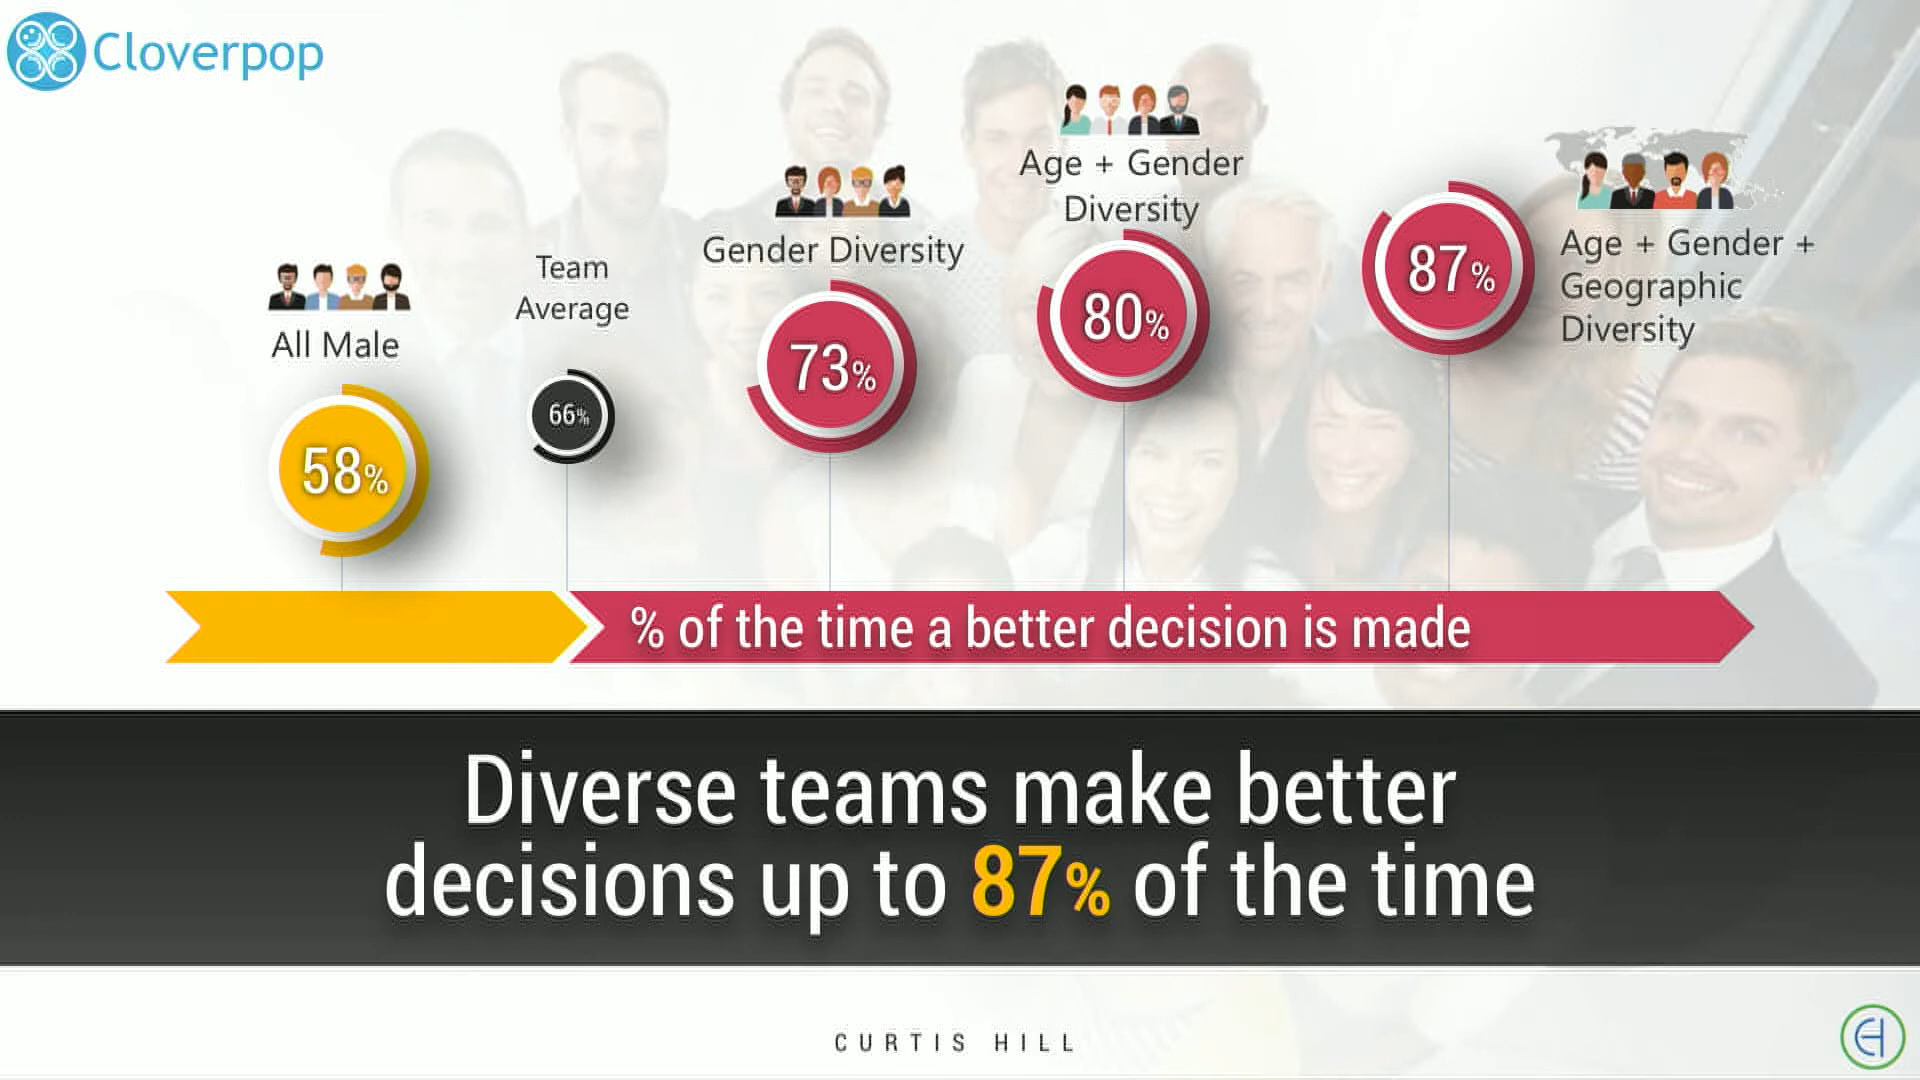 Cloverpop
All Male
58%
Team
Average
66%
Gender Diversity
73%
Age + Gender
Diversity
80%
87%
Age + Gender +
Geographic
Diversity
% of the time a better decision is made
Diverse teams make better
decisions up to 87% of the time
CURTIS HILL